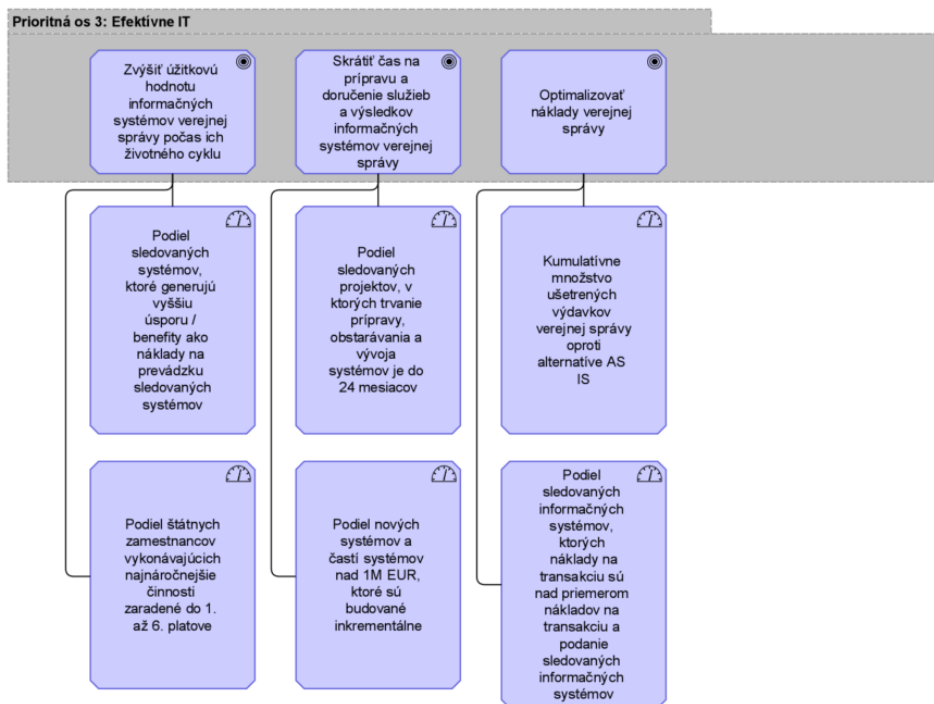 Prioritná os 3: Efektívne IT
Zvýšiť úžitkovú
hodnotu
informačných
systémov verejnej
správy počas ich
životného cyklu
Skrátiť čas na
prípravu a
doručenie služieb
a výsledkov
informačných
systémov verejnej
správy
Optimalizovať
náklady verejnej
správy
Podiel
sledovaných
systémov,
ktoré generujú
vyššiu
úsporu /
benefity ako
náklady na
prevádzku
sledovaných
systémov
Podiel
sledovaných
projektov, v
ktorých trvanie
prípravy,
obstarávania a
vývoja
systémov je do
24 mesiacov
Kumulatívne
množstvo
ušetrených
výdavkov
verejnej správy
oproti
alternatíve AS
IS
Podiel štátnych
zamestnancov
vykonávajúcich
najnáročnejšie
činnosti
zaradené do 1.
až 6. platove
Podiel nových
systémov a
častí systémov
nad 1M EUR,
ktoré sú
budované
inkrementálne
Podiel
sledovaných
informačných
systémov,
ktorých
náklady na
transakciu sú
nad priemerom
nákladov na
transakciu a
podanie
sledovaných
informačných
systémov